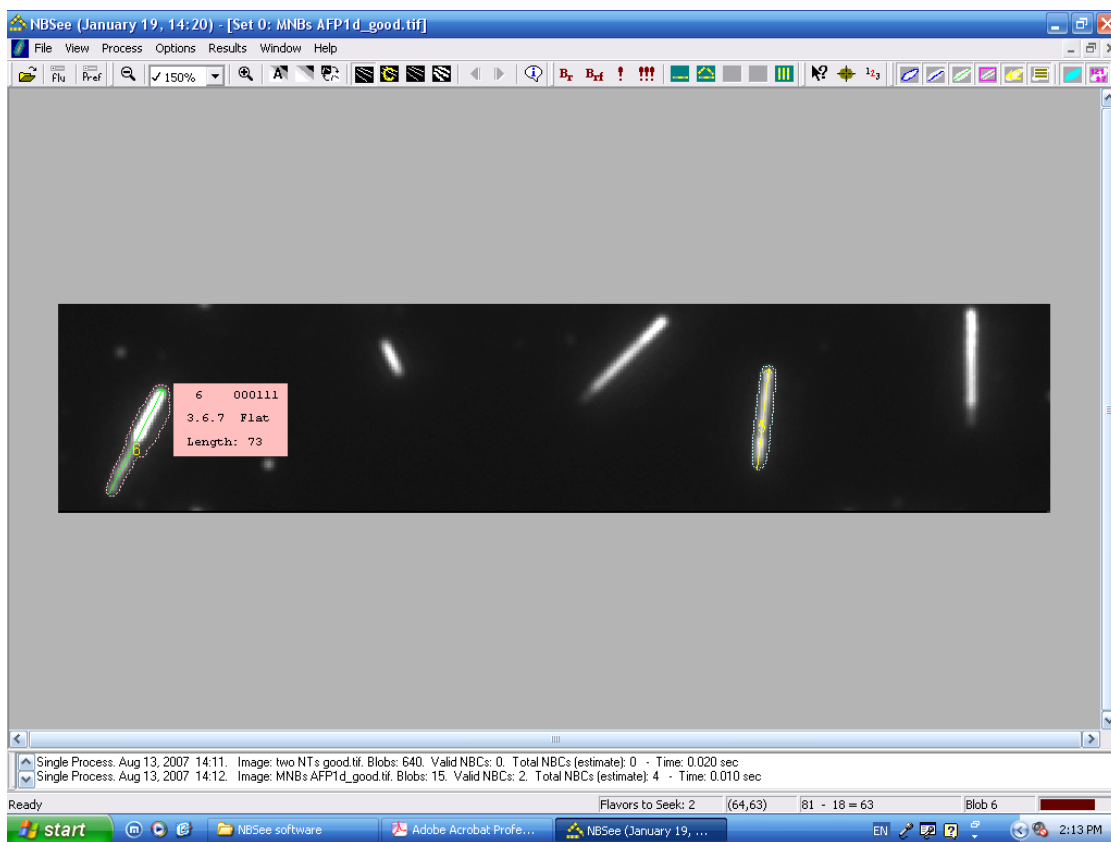 NBSee (January 19, 14:20) - [Set 0: MNBs AFP1d_good.tif]
File View Process Options Results Window Help
Flu Pref ✓ 150% A Br Brf ! !!! ? 123
6 000111
3.6.7 Flat
Length: 73
6
5
Single Process. Aug 13, 2007 14:11. Image: two NTs good.tif. Blobs: 640. Valid NBCs: 0. Total NBCs (estimate): 0 - Time: 0.020 sec
Single Process. Aug 13, 2007 14:12. Image: MNBs AFP1d_good.tif. Blobs: 15. Valid NBCs: 2. Total NBCs (estimate): 4 - Time: 0.010 sec
Ready Flavors to Seek: 2 (64,63) 81 - 18 = 63 Blob 6
start NBSee software Adobe Acrobat Profe... NBSee (January 19, ... EN 2:13 PM